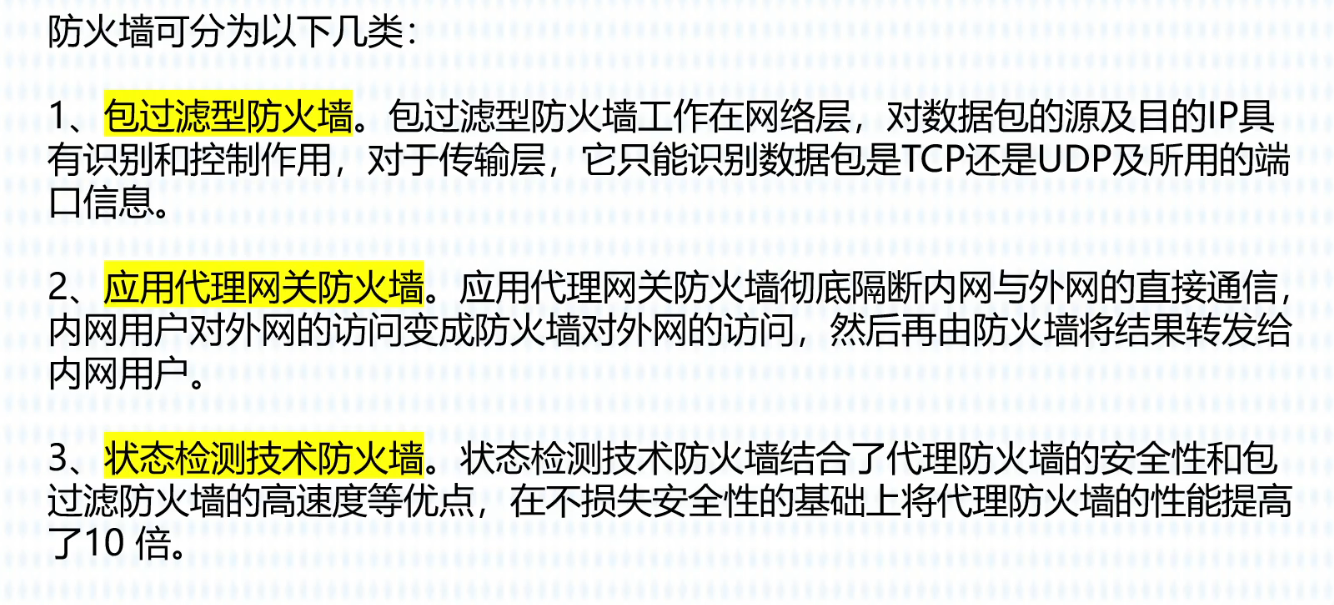 防火墙可分为以下几类：
1、包过滤型防火墙。包过滤型防火墙工作在网络层，对数据包的源及目的IP具
有识别和控制作用，对于传输层，它只能识别数据包是TCP还是UDP及所用的端
口信息。
2、应用代理网关防火墙。应用代理网关防火墙彻底隔断内网与外网的直接通信，
内网用户对外网的访问变成防火墙对外网的访问，然后再由防火墙将结果转发给
内网用户。
3、状态检测技术防火墙。状态检测技术防火墙结合了代理防火墙的安全性和包
过滤防火墙的高速度等优点，在不损失安全性的基础上将代理防火墙的性能提高
了10 倍。